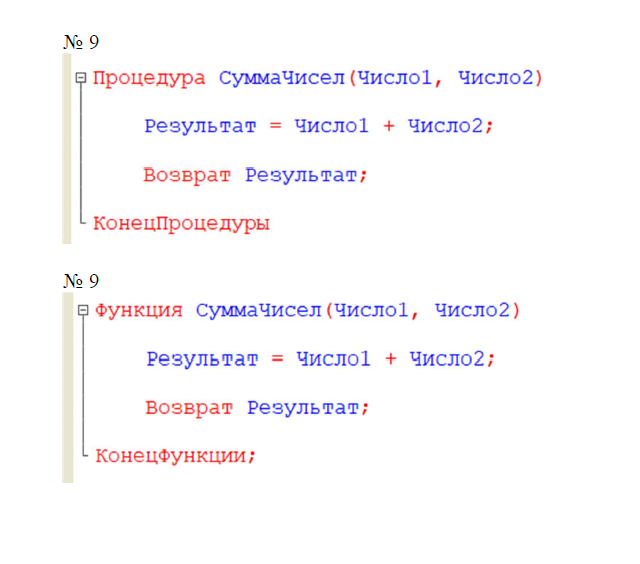 № 9
Процедура СуммаЧисел(Число1, Число2)
Результат = Число1 + Число2;
Возврат Результат;
КонецПроцедуры
№ 9
Функция СуммаЧисел(Число1, Число2)
Результат = Число1 + Число2;
Возврат Результат;
КонецФункции;